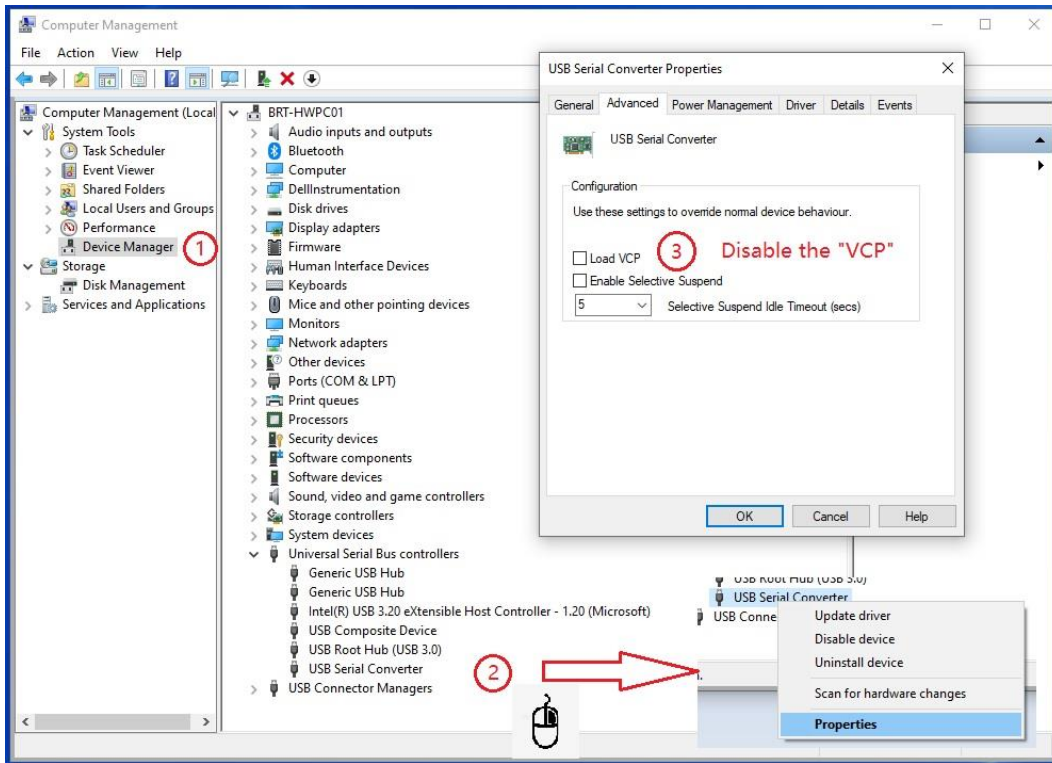 Computer Management
File Action View Help
Computer Management (Local
System Tools
Task Scheduler
Event Viewer
Shared Folders
Local Users and Groups
Performance
Device Manager
1
Storage
Disk Management
Services and Applications
BRT-HWPC01
Audio inputs and outputs
Bluetooth
Computer
DellInstrumentation
Disk drives
Display adapters
Firmware
Human Interface Devices
Keyboards
Mice and other pointing devices
Monitors
Network adapters
Other devices
Ports (COM & LPT)
Print queues
Processors
Security devices
Software components
Software devices
Sound, video and game controllers
Storage controllers
System devices
Universal Serial Bus controllers
Generic USB Hub
Generic USB Hub
Intel(R) USB 3.20 eXtensible Host Controller - 1.20 (Microsoft)
USB Composite Device
USB Root Hub (USB 3.0)
USB Serial Converter
USB Connector Managers
2
USB Serial Converter Properties
General Advanced Power Management Driver Details Events
USB Serial Converter
Configuration
Use these settings to override normal device behaviour.
Load VCP
3 Disable the "VCP"
Enable Selective Suspend
5 Selective Suspend Idle Timeout (secs)
OK Cancel Help
USB Root Hub (USB 3.0)
USB Serial Converter
USB Conne
Update driver
Disable device
Uninstall device
Scan for hardware changes
Properties